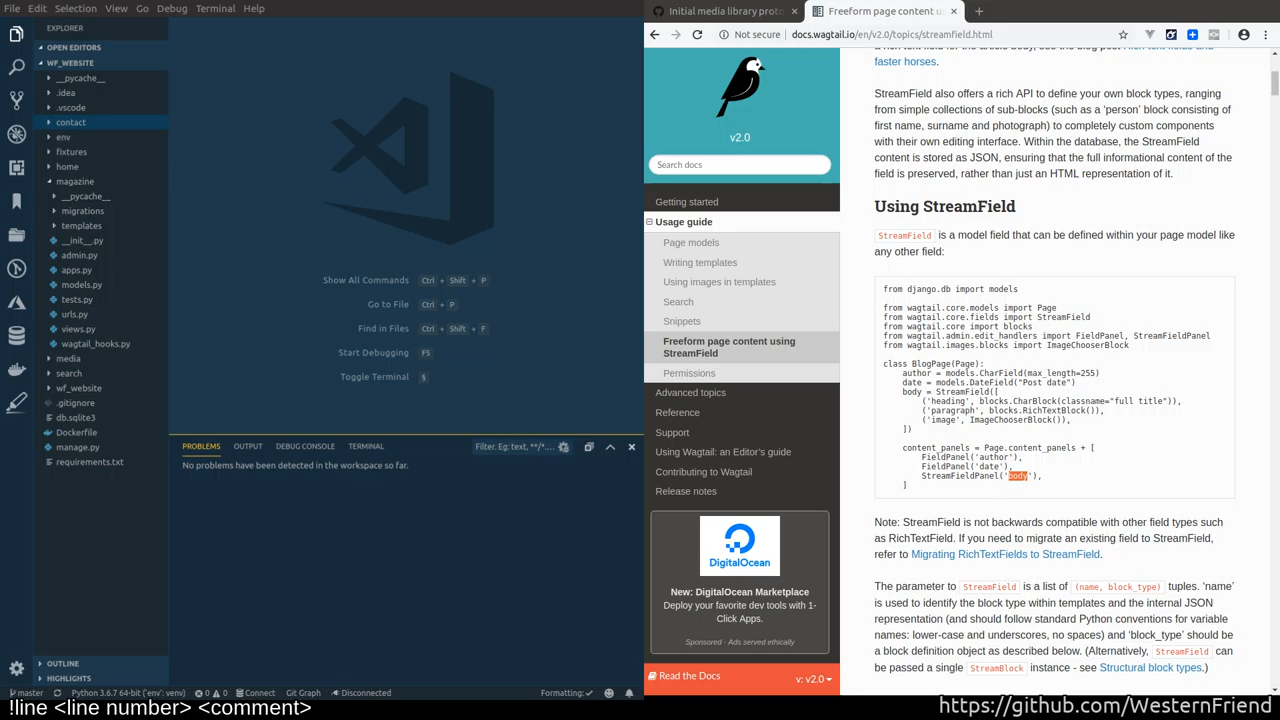 File Edit Selection View Go Debug Terminal Help
EXPLORER
OPEN EDITORS
WF_WEBSITE
__pycache__
.idea
.vscode
contact
env
fixtures
home
magazine
__pycache__
migrations
templates
__init__.py
admin.py
apps.py
models.py
tests.py
urls.py
views.py
wagtail_hooks.py
media
search
wf_website
.gitignore
db.sqlite3
Dockerfile
manage.py
requirements.txt
OUTLINE
HIGHLIGHTS
Show All Commands Ctrl + Shift + P
Go to File Ctrl + P
Find in Files Ctrl + Shift + F
Start Debugging F5
Toggle Terminal §
PROBLEMS OUTPUT DEBUG CONSOLE TERMINAL Filter. Eg: text, **/*....
No problems have been detected in the workspace so far.
master Python 3.6.7 64-bit ('env': venv) 0 0 Connect Git Graph Disconnected Formatting: ✓
!line <line number> <comment>
Initial media library proto × Freeform page content u × +
Not secure | docs.wagtail.io/en/v2.0/topics/streamfield.html
v2.0
Search docs
Getting started
Usage guide
Page models
Writing templates
Using images in templates
Search
Snippets
Freeform page content using
StreamField
Permissions
Advanced topics
Reference
Support
Using Wagtail: an Editor's guide
Contributing to Wagtail
Release notes
DigitalOcean
New: DigitalOcean Marketplace
Deploy your favorite dev tools with 1-
Click Apps.
Sponsored · Ads served ethically
Read the Docs v: v2.0
a rich text field for the article body, see the blog post Rich text fields and
faster horses.
StreamField also offers a rich API to define your own block types, ranging
from simple collections of sub-blocks (such as a ‘person’ block consisting of
first name, surname and photograph) to completely custom components
with their own editing interface. Within the database, the StreamField
content is stored as JSON, ensuring that the full informational content of the
field is preserved, rather than just an HTML representation of it.
Using StreamField
StreamField is a model field that can be defined within your page model like
any other field:
from django.db import models
from wagtail.core.models import Page
from wagtail.core.fields import StreamField
from wagtail.core import blocks
from wagtail.admin.edit_handlers import FieldPanel, StreamFieldPanel
from wagtail.images.blocks import ImageChooserBlock
class BlogPage(Page):
author = models.CharField(max_length=255)
date = models.DateField("Post date")
body = StreamField([
('heading', blocks.CharBlock(classname="full title")),
('paragraph', blocks.RichTextBlock()),
('image', ImageChooserBlock()),
])
content_panels = Page.content_panels + [
FieldPanel('author'),
FieldPanel('date'),
StreamFieldPanel('body'),
]
Note: StreamField is not backwards compatible with other field types such
as RichTextField. If you need to migrate an existing field to StreamField,
refer to Migrating RichTextFields to StreamField.
The parameter to StreamField is a list of (name, block_type) tuples. ‘name’
is used to identify the block type within templates and the internal JSON
representation (and should follow standard Python conventions for variable
names: lower-case and underscores, no spaces) and ‘block_type’ should be
a block definition object as described below. (Alternatively, StreamField can
be passed a single StreamBlock instance - see Structural block types.)
https://github.com/WesternFriend